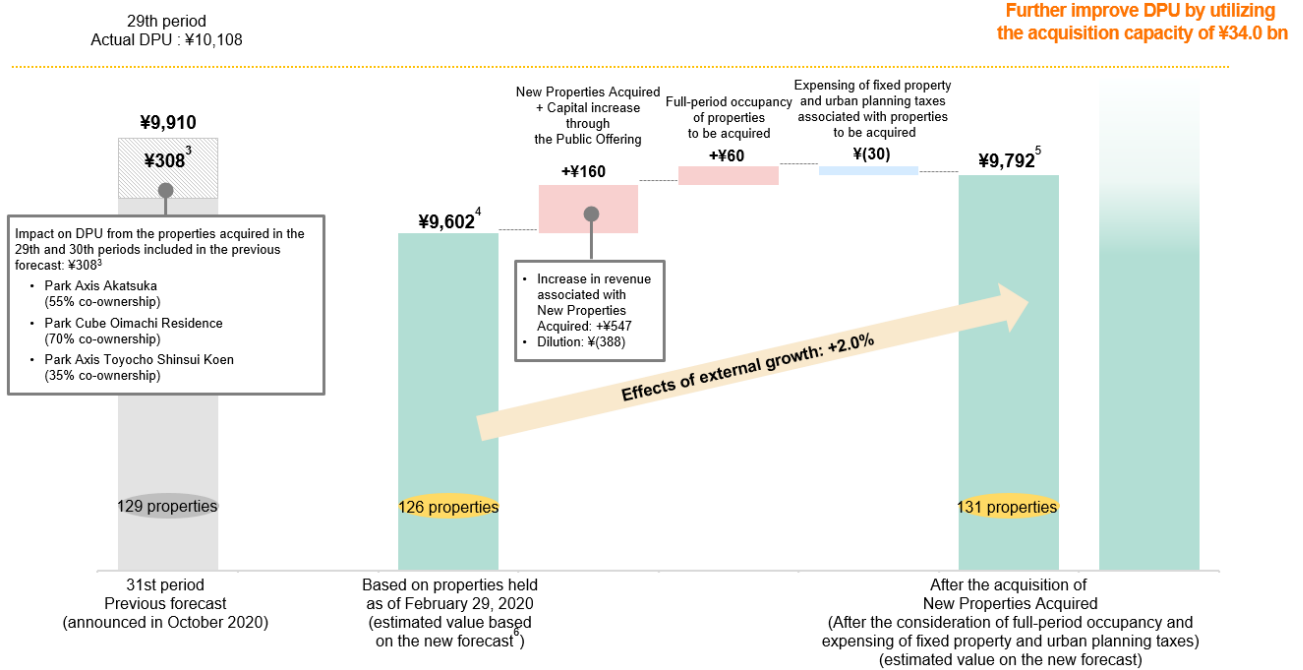 29th period
Actual DPU : ¥10,108
Further improve DPU by utilizing
the acquisition capacity of ¥34.0 bn
¥9,910
¥308³
Impact on DPU from the properties acquired in the
29th and 30th periods included in the previous
forecast: ¥308³
• Park Axis Akatsuka
(55% co-ownership)
• Park Cube Oimachi Residence
(70% co-ownership)
• Park Axis Toyocho Shinsui Koen
(35% co-ownership)
129 properties
31st period
Previous forecast
(announced in October 2020)
¥9,602⁴
126 properties
Based on properties held
as of February 29, 2020
(estimated value based
on the new forecast⁶)
New Properties Acquired
+ Capital increase
through
the Public Offering
+¥160
• Increase in revenue
associated with
New Properties
Acquired: +¥547
• Dilution: ¥(388)
Full-period occupancy
of properties
to be acquired
+¥60
Expensing of fixed property
and urban planning taxes
associated with properties
to be acquired
¥(30)
Effects of external growth: +2.0%
¥9,792⁵
131 properties
After the acquisition of
New Properties Acquired
(After the consideration of full-period occupancy and
expensing of fixed property and urban planning taxes)
(estimated value on the new forecast)